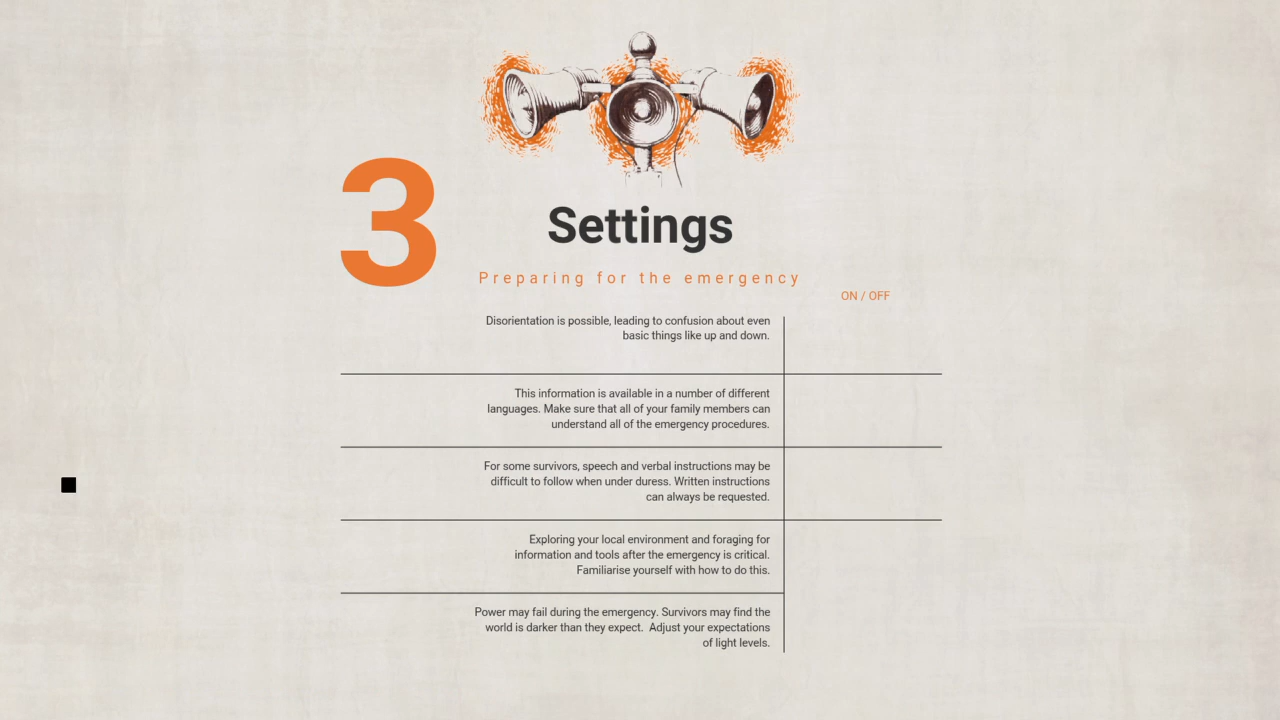 3
Settings
Preparing for the emergency
ON / OFF
Disorientation is possible, leading to confusion about even
basic things like up and down.
This information is available in a number of different
languages. Make sure that all of your family members can
understand all of the emergency procedures.
For some survivors, speech and verbal instructions may be
difficult to follow when under duress. Written instructions
can always be requested.
Exploring your local environment and foraging for
information and tools after the emergency is critical.
Familiarise yourself with how to do this.
Power may fail during the emergency. Survivors may find the
world is darker than they expect.  Adjust your expectations
of light levels.